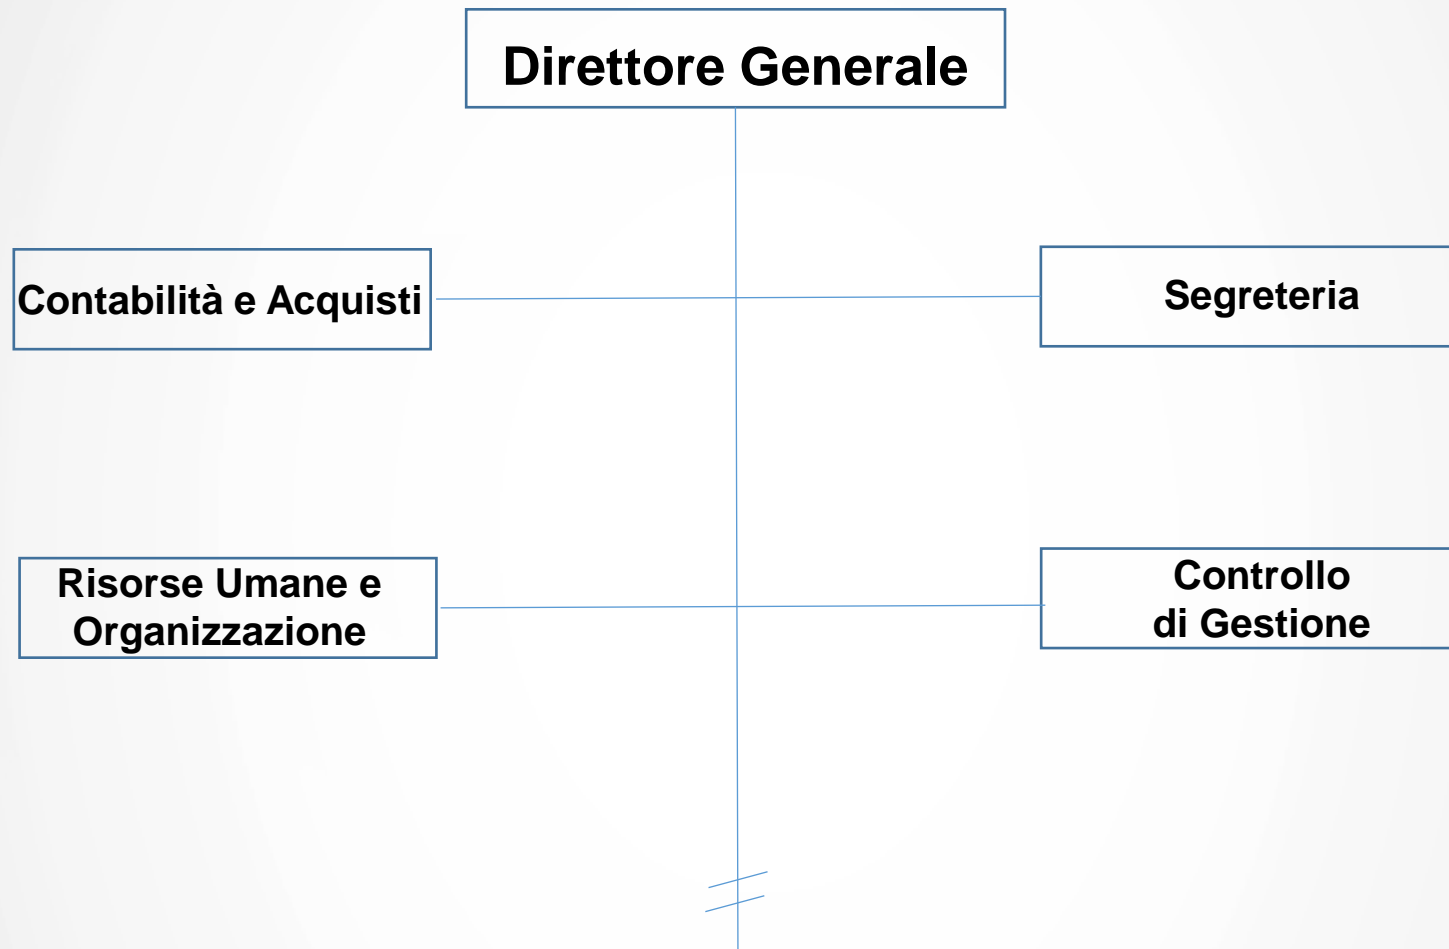 Direttore Generale
Contabilità e Acquisti
Segreteria
Risorse Umane e
Organizzazione
Controllo
di Gestione